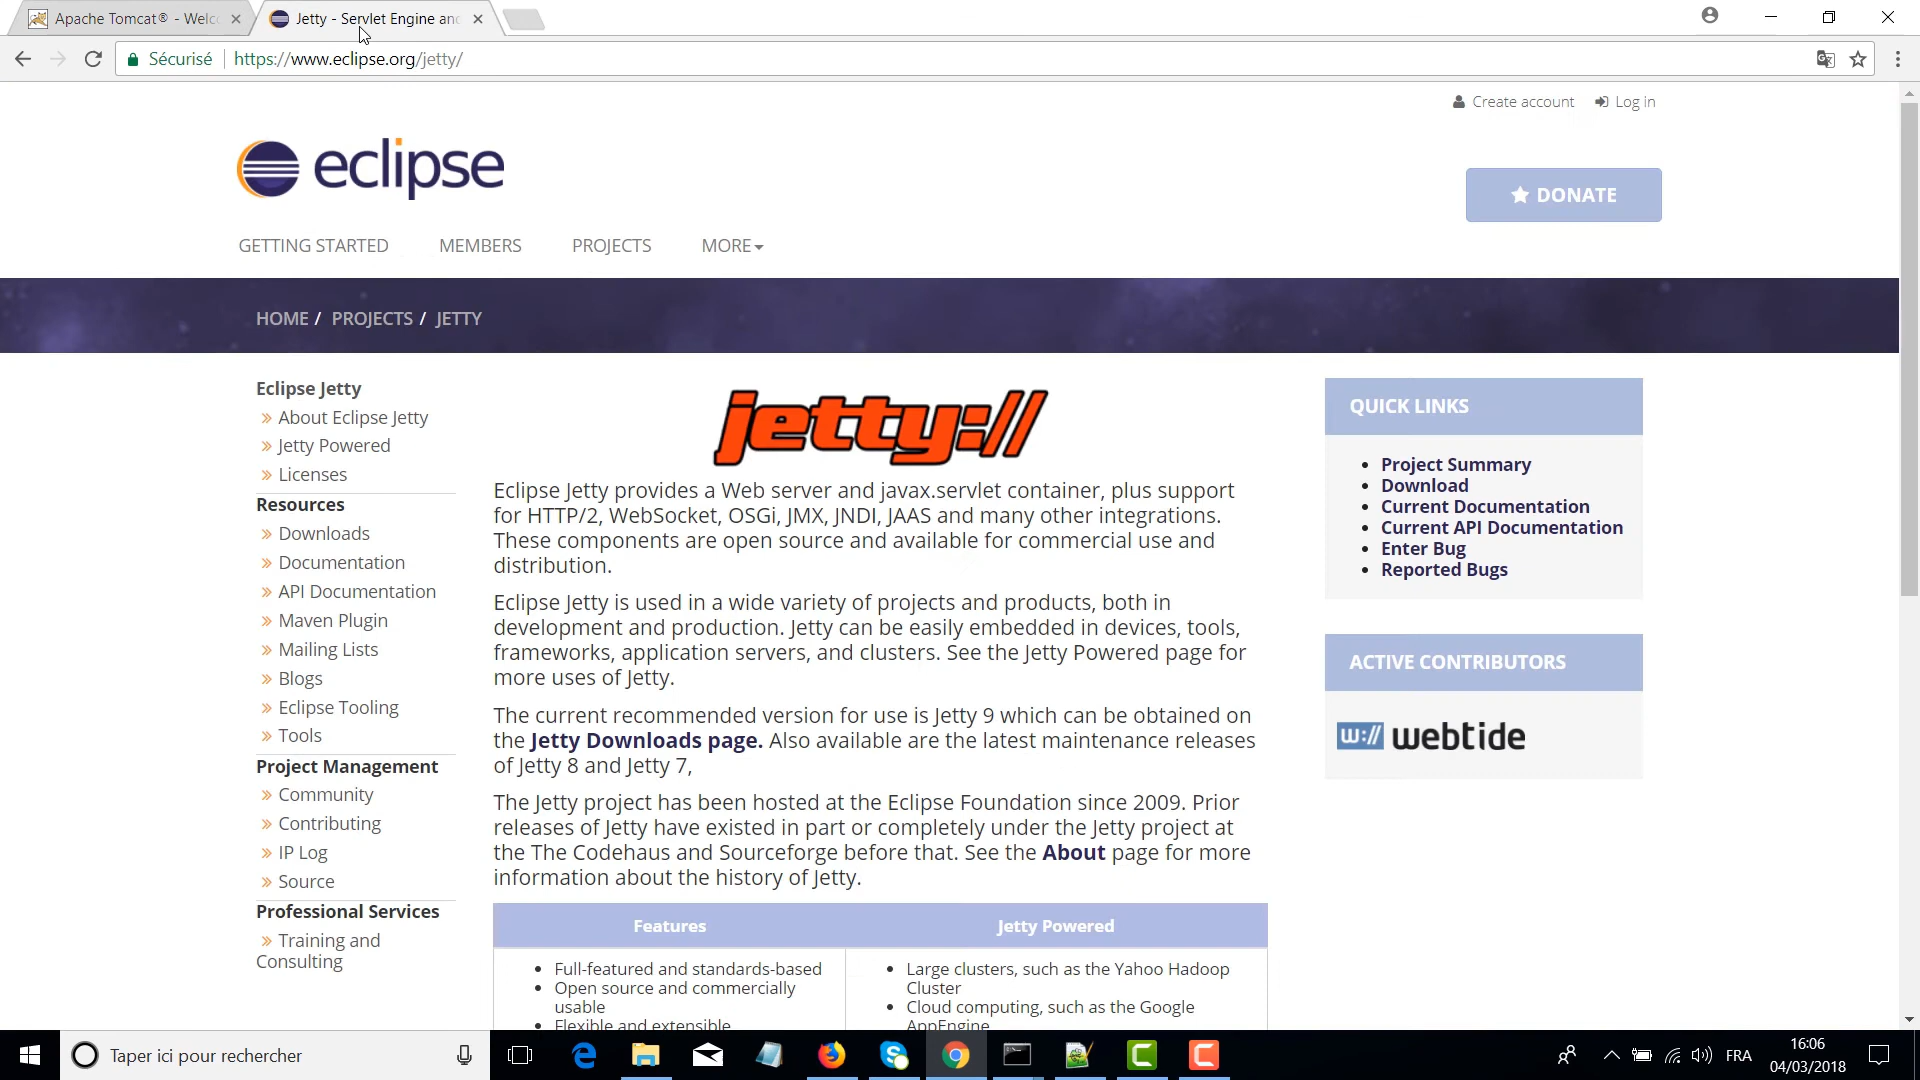 Apache Tomcat® - Welc
Jetty - Servlet Engine an
Sécurisé
https://www.eclipse.org/jetty/
Create account
Log in
eclipse
DONATE
GETTING STARTED
MEMBERS
PROJECTS
MORE
HOME / PROJECTS / JETTY
Eclipse Jetty
» About Eclipse Jetty
» Jetty Powered
» Licenses
Resources
» Downloads
» Documentation
» API Documentation
» Maven Plugin
» Mailing Lists
» Blogs
» Eclipse Tooling
» Tools
Project Management
» Community
» Contributing
» IP Log
» Source
Professional Services
» Training and
Consulting
jetty://
Eclipse Jetty provides a Web server and javax.servlet container, plus support
for HTTP/2, WebSocket, OSGi, JMX, JNDI, JAAS and many other integrations.
These components are open source and available for commercial use and
distribution.
Eclipse Jetty is used in a wide variety of projects and products, both in
development and production. Jetty can be easily embedded in devices, tools,
frameworks, application servers, and clusters. See the Jetty Powered page for
more uses of Jetty.
The current recommended version for use is Jetty 9 which can be obtained on
the Jetty Downloads page. Also available are the latest maintenance releases
of Jetty 8 and Jetty 7,
The Jetty project has been hosted at the Eclipse Foundation since 2009. Prior
releases of Jetty have existed in part or completely under the Jetty project at
the The Codehaus and Sourceforge before that. See the About page for more
information about the history of Jetty.
Features
• Full-featured and standards-based
• Open source and commercially
usable
• Flexible and extensible
Jetty Powered
• Large clusters, such as the Yahoo Hadoop
Cluster
• Cloud computing, such as the Google
AppEngine
QUICK LINKS
• Project Summary
• Download
• Current Documentation
• Current API Documentation
• Enter Bug
• Reported Bugs
ACTIVE CONTRIBUTORS
w:// webtide
Taper ici pour rechercher
FRA
16:06
04/03/2018